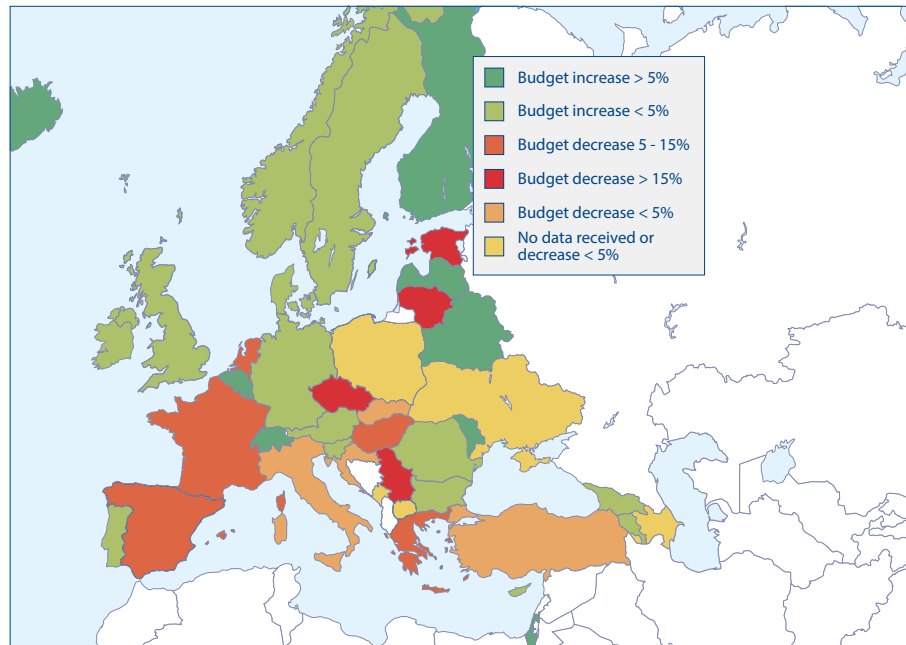 Budget increase > 5%
Budget increase < 5%
Budget decrease 5 - 15%
Budget decrease > 15%
Budget decrease < 5%
No data received or
decrease < 5%